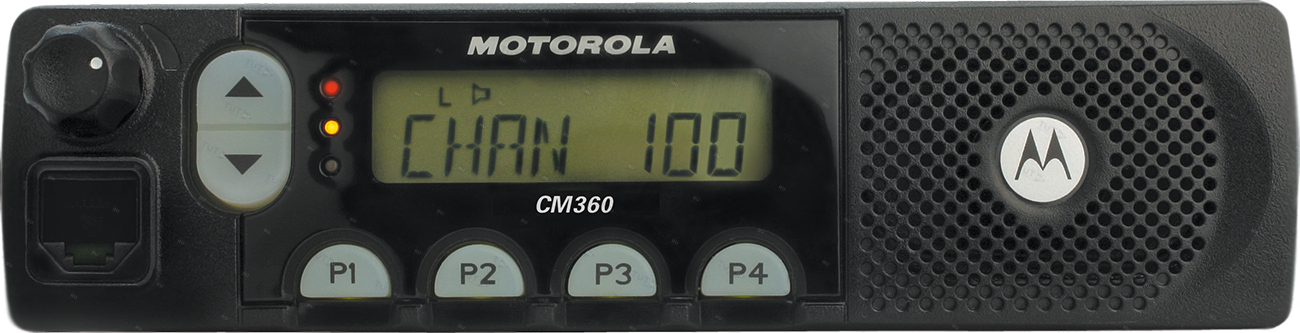 MOTOROLA
L
CHAN 100
CM360
P1 P2 P3 P4